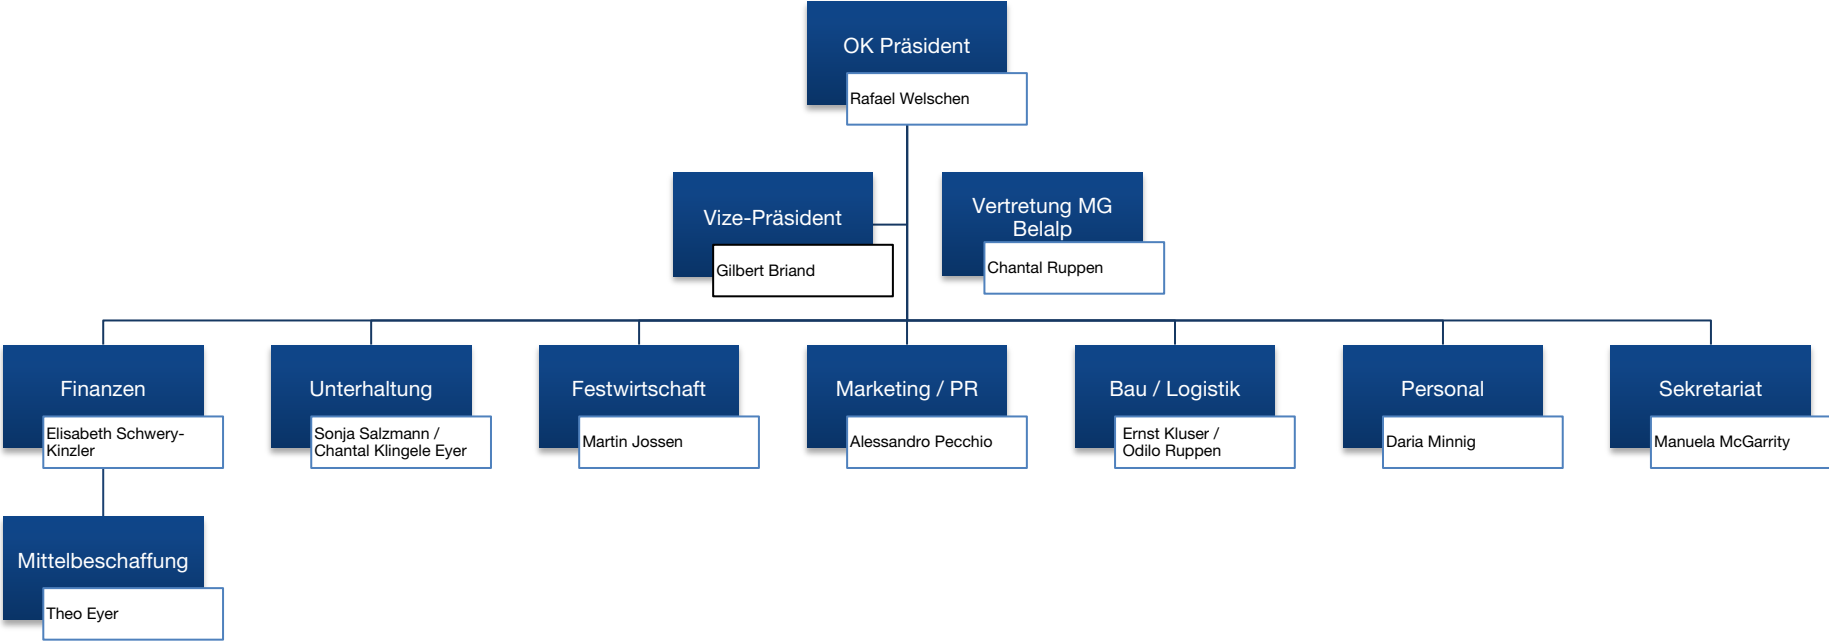 OK Präsident
Rafael Welschen
Vize-Präsident
Gilbert Briand
Vertretung MG
Belalp
Chantal Ruppen
Finanzen
Elisabeth Schwery-
Kinzler
Unterhaltung
Sonja Salzmann /
Chantal Klingele Eyer
Festwirtschaft
Martin Jossen
Marketing / PR
Alessandro Pecchio
Bau / Logistik
Ernst Kluser /
Odilo Ruppen
Personal
Daria Minnig
Sekretariat
Manuela McGarrity
Mittelbeschaffung
Theo Eyer